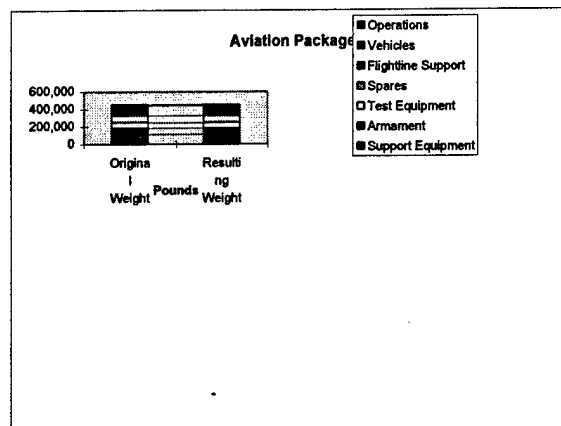 Aviation Package
Operations
Vehicles
Flightline Support
Spares
Test Equipment
Armament
Support Equipment
600,000
400,000
200,000
0
Origina
l
Weight
Pounds
Resulti
ng
Weight